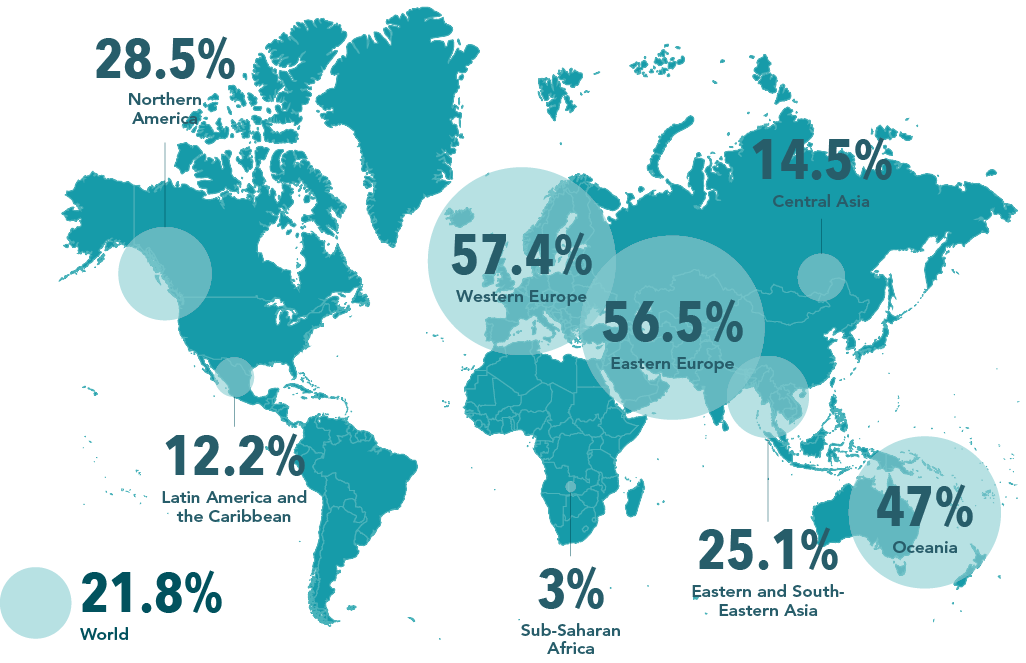 28.5%
Northern
America
14.5%
Central Asia
57.4%
Western Europe
56.5%
Eastern Europe
12.2%
Latin America and
the Caribbean
47%
Oceania
25.1%
Eastern and South-
Eastern Asia
3%
Sub-Saharan
Africa
21.8%
World